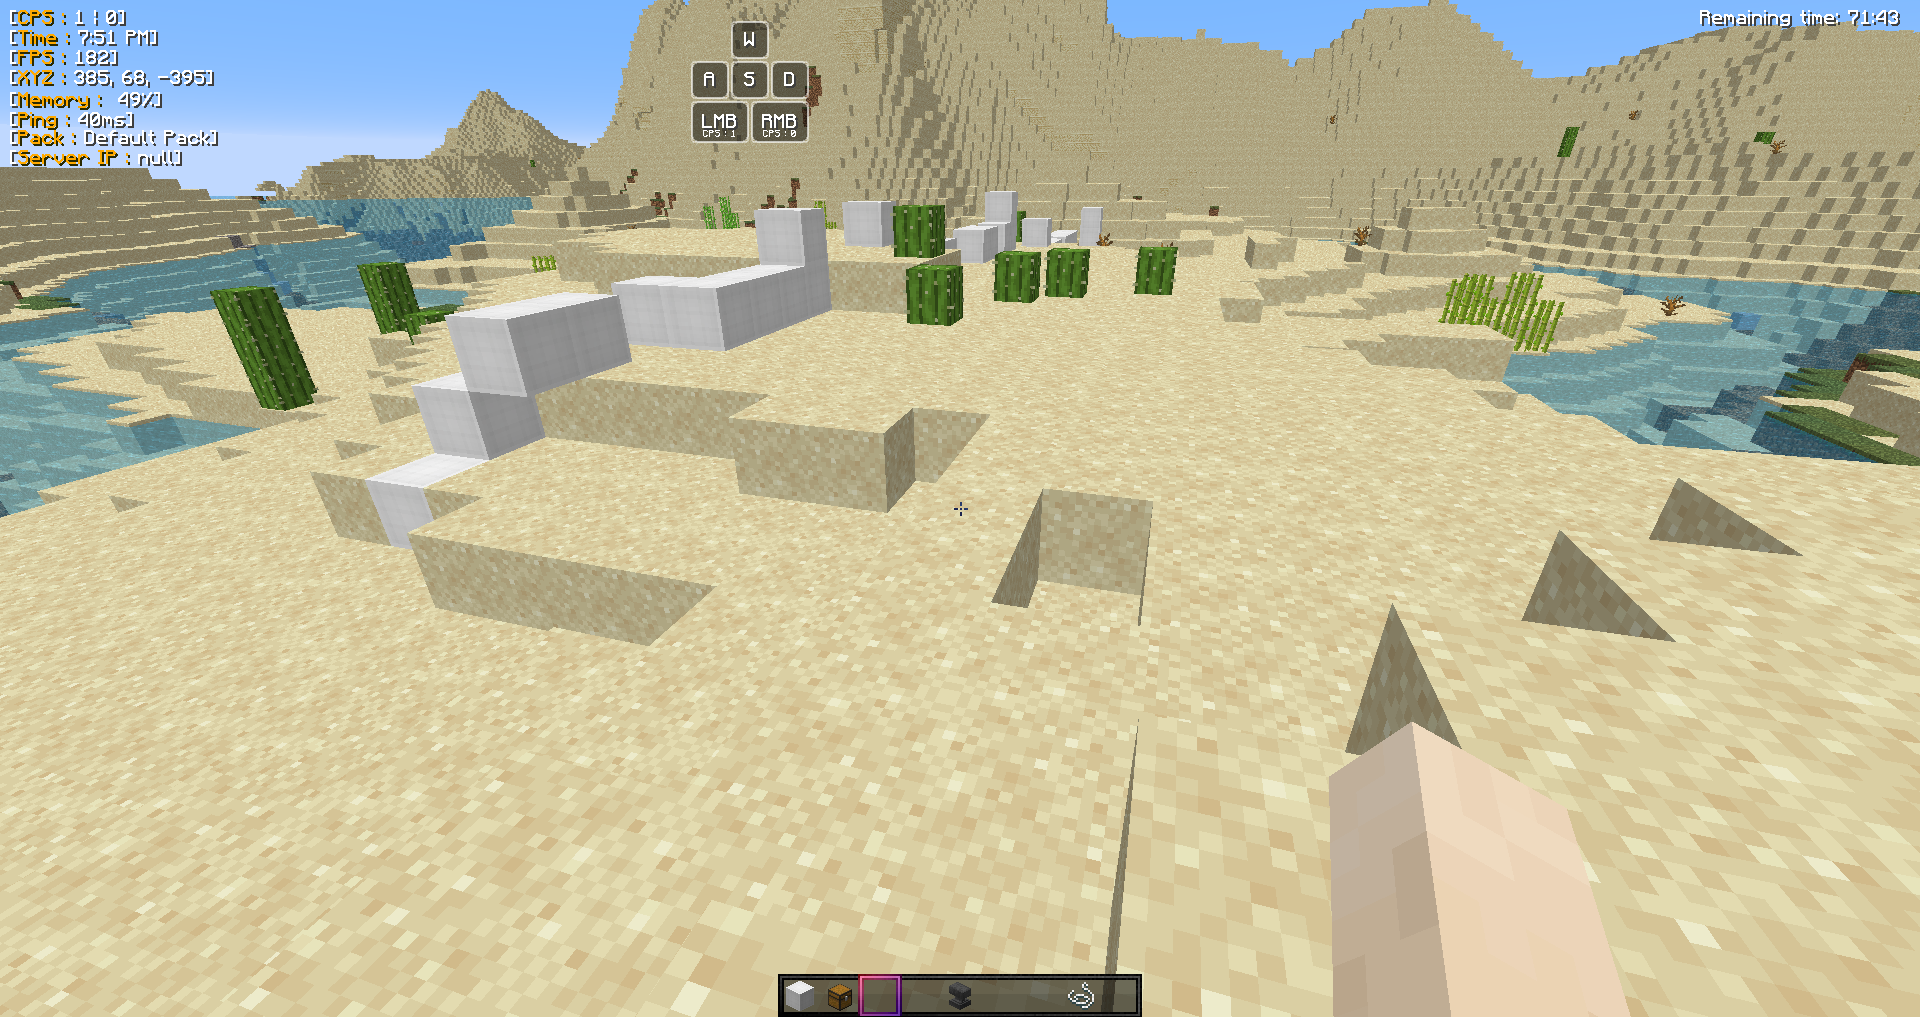 [CPS : 1 | 0]
[Time : 7:51 PM]
[FPS : 182]
[XYZ : 385, 68, -395]
[Memory : 49%]
[Ping : 40ms]
[Pack : Default Pack]
[Server IP : null]
W
A S D
LMB RMB
CPS : 1 CPS : 0
Remaining time: 71:43